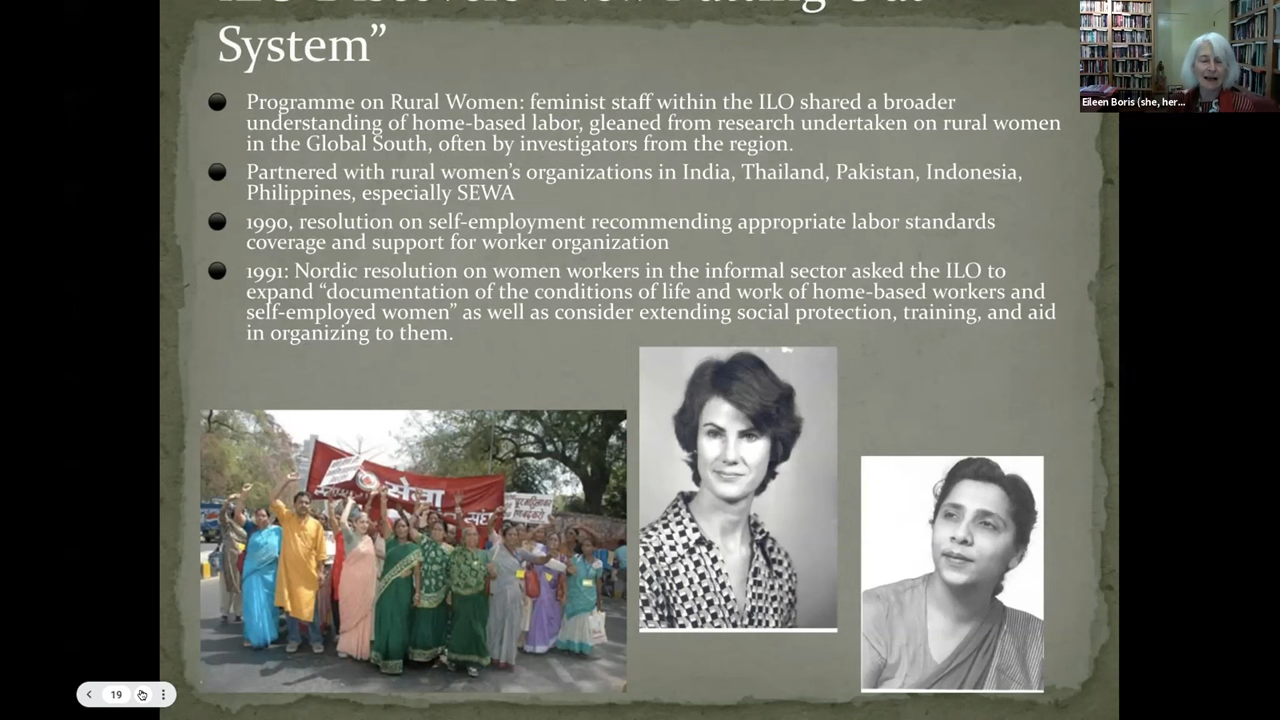 System”
Eileen Boris (she, her...
Programme on Rural Women: feminist staff within the ILO shared a broader
understanding of home-based labor, gleaned from research undertaken on rural women
in the Global South, often by investigators from the region.
Partnered with rural women’s organizations in India, Thailand, Pakistan, Indonesia,
Philippines, especially SEWA
1990, resolution on self-employment recommending appropriate labor standards
coverage and support for worker organization
1991: Nordic resolution on women workers in the informal sector asked the ILO to
expand “documentation of the conditions of life and work of home-based workers and
self-employed women” as well as consider extending social protection, training, and aid
in organizing to them.
सेवा
19